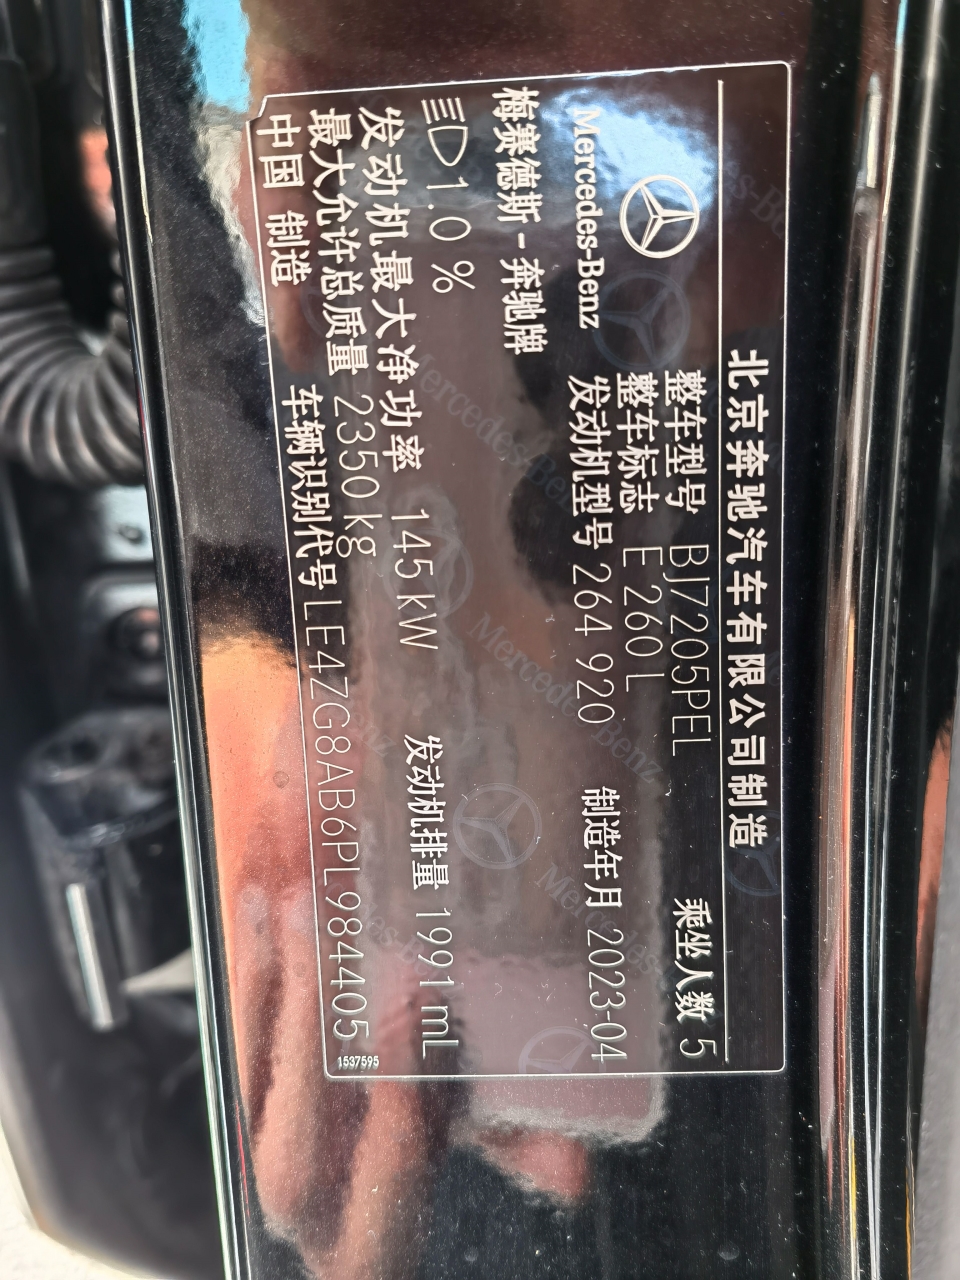 北京奔驰汽车有限公司制造
整车型号 BJ7205PEL 乘坐人数 5
整车标志 E 260 L
Mercedes-Benz 发动机型号 264 920 制造年月 2023-04
梅赛德斯-奔驰牌
1.0 %
发动机最大净功率 145 kW 发动机排量 1991 mL
最大允许总质量 2350 kg
中国 制造 车辆识别代号 LE4ZG8AB6PL984405
1537595